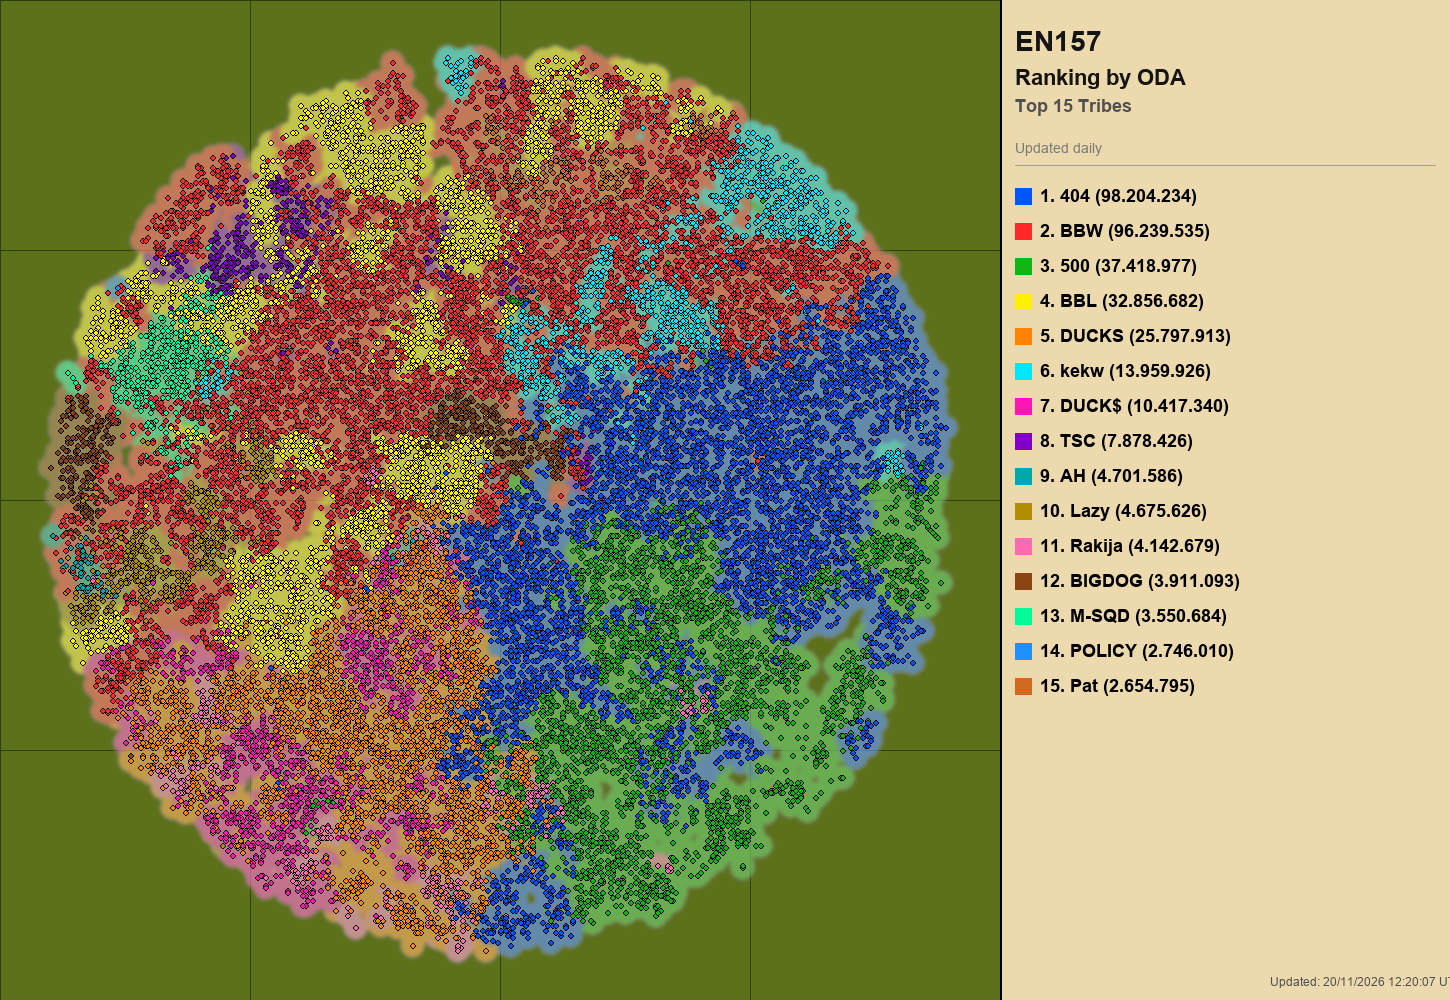 EN157
Ranking by ODA
Top 15 Tribes
Updated daily
1. 404 (98.204.234)
2. BBW (96.239.535)
3. 500 (37.418.977)
4. BBL (32.856.682)
5. DUCKS (25.797.913)
6. kekw (13.959.926)
7. DUCK$ (10.417.340)
8. TSC (7.878.426)
9. AH (4.701.586)
10. Lazy (4.675.626)
11. Rakija (4.142.679)
12. BIGDOG (3.911.093)
13. M-SQD (3.550.684)
14. POLICY (2.746.010)
15. Pat (2.654.795)
Updated: 20/11/2026 12:20:07 U